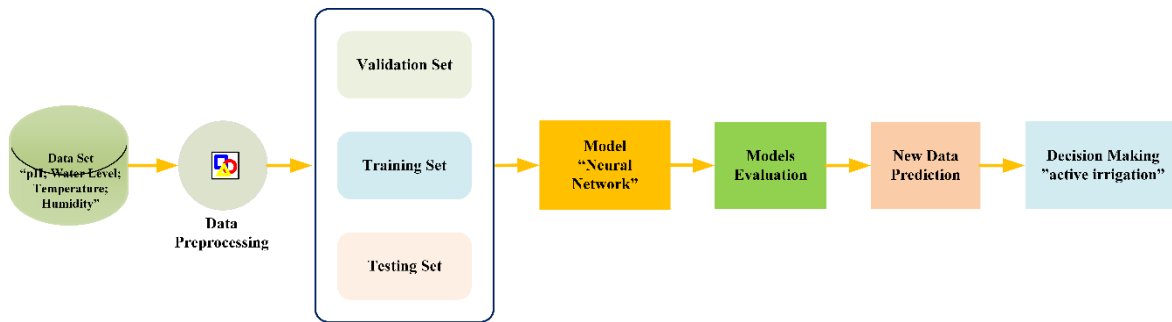 Data Set
“pH; Water Level;
Temperature;
Humidity”
Data
Preprocessing
Validation Set
Training Set
Testing Set
Model
“Neural
Network”
Models
Evaluation
New Data
Prediction
Decision Making
”active irrigation”